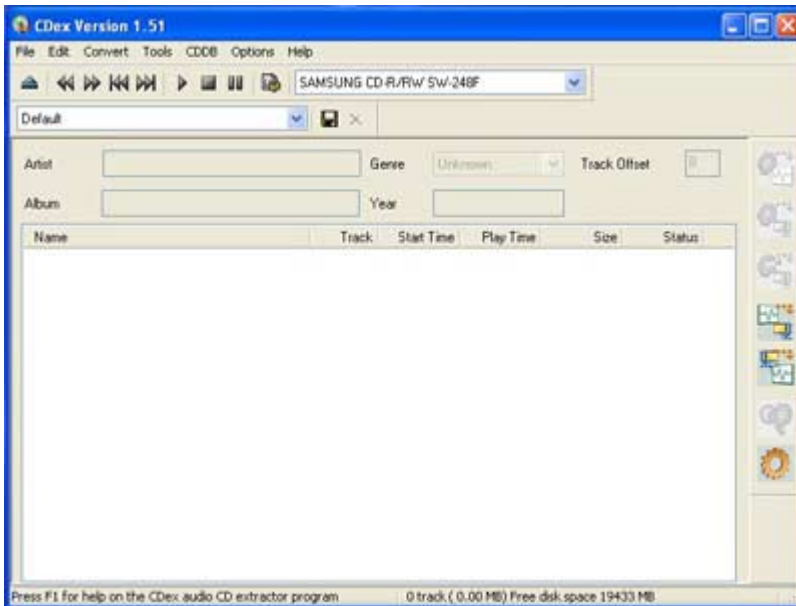 CDex Version 1.51
File Edit Convert Tools CDDB Options Help
SAMSUNG CD-R/RW SW-248F
Default
Artist Genre Unknown Track Offset 0
Album Year
Name Track Start Time Play Time Size Status
Press F1 for help on the CDex audio CD extractor program 0 track ( 0.00 MB) Free disk space 19433 MB